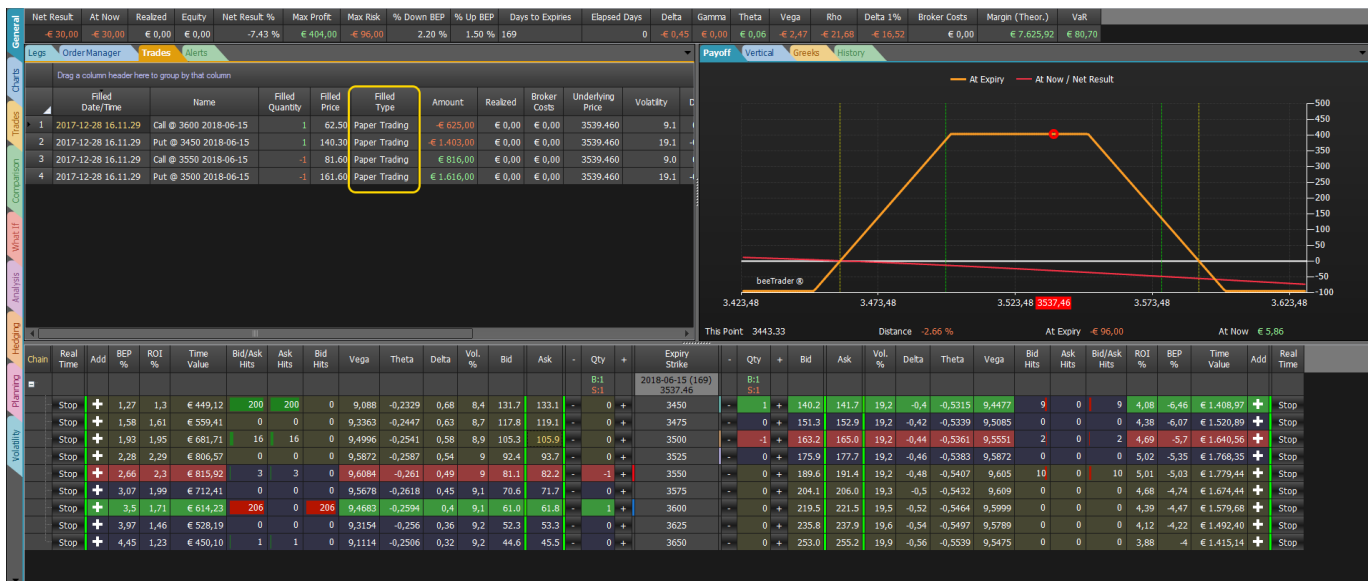 Net Result At Now Realized Equity Net Result % Max Profit Max Risk % Down BEP % Up BEP Days to Expires Elapsed Days Delta Gamma Theta Vega Rho Delta 1% Broker Costs Margin (Theor.) VaR
-€ 30,00 -€ 30,00 € 0,00 € 0,00 -7.43 % € 404,00 -€ 96,00 2.20 % 1.50 % 169 0 -€ 0,45 € 0,00 € 0,06 -€ 2,47 -€ 21,68 -€ 16,52 € 0,00 € 7.625,92 € 80,70
General
Charts
Trades
Comparison
What If
Analysis
Hedging
Planning
Volatility
Legs OrderManager Trades Alerts
Drag a column header here to group by that column
Filled Date/Time Name Filled Quantity Filled Price Filled Type Amount Realized Broker Costs Underlying Price Volatility D
1 2017-12-28 16.11.29 Call @ 3600 2018-06-15 1 62.50 Paper Trading -€ 625,00 € 0,00 € 0,00 3539.460 9.1
2 2017-12-28 16.11.29 Put @ 3450 2018-06-15 1 140.30 Paper Trading -€ 1.403,00 € 0,00 € 0,00 3539.460 19.1
3 2017-12-28 16.11.29 Call @ 3550 2018-06-15 -1 81.60 Paper Trading € 816,00 € 0,00 € 0,00 3539.460 9.0
4 2017-12-28 16.11.29 Put @ 3500 2018-06-15 -1 161.60 Paper Trading € 1.616,00 € 0,00 € 0,00 3539.460 19.1
Payoff Vertical Greeks History
At Expiry At Now / Net Result
500
400
350
300
250
200
150
100
50
0
-50
-100
beeTrader ®
3.423,48 3.473,48 3.523,48 3537,46 3.573,48 3.623,48
This Point 3443.33 Distance -2.66 % At Expiry -€ 96,00 At Now € 5,86
Chain Real Time Add BEP % ROI % Time Value Bid/Ask Hits Ask Hits Bid Hits Vega Theta Delta Vol. % Bid Ask - Qty + Expiry Strike - Qty + Bid Ask Vol. % Delta Theta Vega Bid Hits Ask Hits Bid/Ask Hits ROI % BEP % Time Value Add Real Time
B:1 S:1 2018-06-15 (169) 3537.46 B:1 S:1
Stop + 1,27 1,3 € 449,12 200 200 0 9,088 -0,2329 0,68 8,4 131.7 133.1 - 0 + 3450 - 1 + 140.2 141.7 19,2 -0,4 -0,5315 9,4477 9 0 9 4,08 -6,46 € 1.408,97 + Stop
Stop + 1,58 1,61 € 559,41 0 0 0 9,3363 -0,2447 0,63 8,7 117.8 119.1 - 0 + 3475 - 0 + 151.3 152.9 19,2 -0,42 -0,5339 9,5085 0 0 0 4,38 -6,07 € 1.520,89 + Stop
Stop + 1,93 1,95 € 681,71 16 16 0 9,4996 -0,2541 0,58 8,9 105.3 105.9 - 0 + 3500 - -1 + 163.2 165.0 19,2 -0,44 -0,5361 9,5551 2 0 2 4,69 -5,7 € 1.640,56 + Stop
Stop + 2,28 2,29 € 806,57 0 0 0 9,5872 -0,2587 0,54 9 92.4 93.7 - 0 + 3525 - 0 + 175.9 177.7 19,2 -0,46 -0,5383 9,5872 0 0 0 5,02 -5,35 € 1.768,35 + Stop
Stop + 2,66 2,3 € 815,92 3 3 0 9,6084 -0,261 0,49 9 81.1 82.2 - -1 + 3550 - 0 + 189.6 191.4 19,2 -0,48 -0,5407 9,605 10 0 10 5,01 -5,03 € 1.779,44 + Stop
Stop + 3,07 1,99 € 712,41 0 0 0 9,5678 -0,2618 0,45 9,1 70.6 71.7 - 0 + 3575 - 0 + 204.1 206.0 19,3 -0,5 -0,5432 9,609 0 0 0 4,68 -4,74 € 1.674,44 + Stop
Stop + 3,5 1,71 € 614,23 206 0 206 9,4683 -0,2594 0,4 9,1 61.0 61.8 - 1 + 3600 - 0 + 219.5 221.5 19,5 -0,52 -0,5464 9,5999 0 0 0 4,39 -4,47 € 1.579,68 + Stop
Stop + 3,97 1,46 € 528,19 0 0 0 9,3154 -0,256 0,36 9,2 52.3 53.3 - 0 + 3625 - 0 + 235.8 237.9 19,6 -0,54 -0,5497 9,5789 0 0 0 4,12 -4,22 € 1.492,40 + Stop
Stop + 4,45 1,23 € 450,10 1 1 0 9,1114 -0,2506 0,32 9,2 44.6 45.5 - 0 + 3650 - 0 + 253.0 255.2 19,9 -0,56 -0,5539 9,5475 0 0 0 3,88 -4 € 1.415,14 + Stop